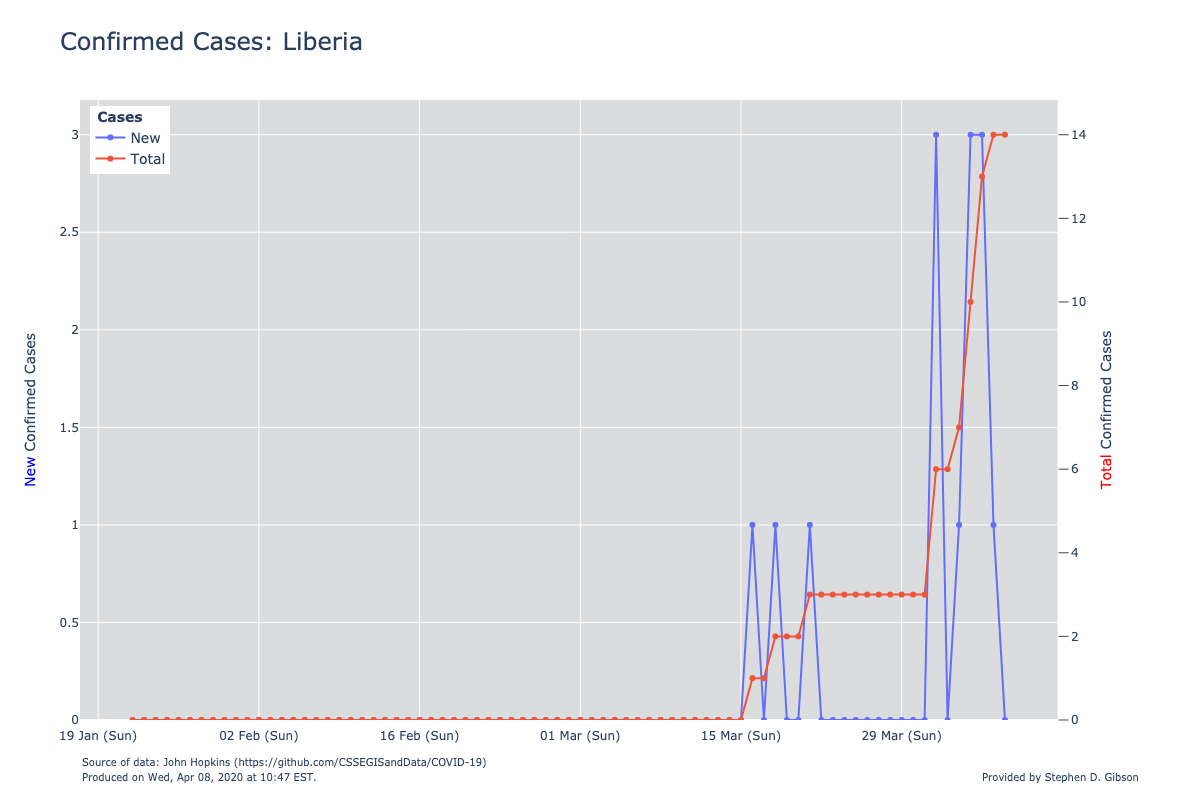 Confirmed Cases: Liberia
Cases
New
Total
3
2.5
2
1.5
1
0.5
0
14
12
10
8
6
4
2
0
New Confirmed Cases
Total Confirmed Cases
19 Jan (Sun)
02 Feb (Sun)
16 Feb (Sun)
01 Mar (Sun)
15 Mar (Sun)
29 Mar (Sun)
Source of data: John Hopkins (https://github.com/CSSEGISandData/COVID-19)
Produced on Wed, Apr 08, 2020 at 10:47 EST.
Provided by Stephen D. Gibson